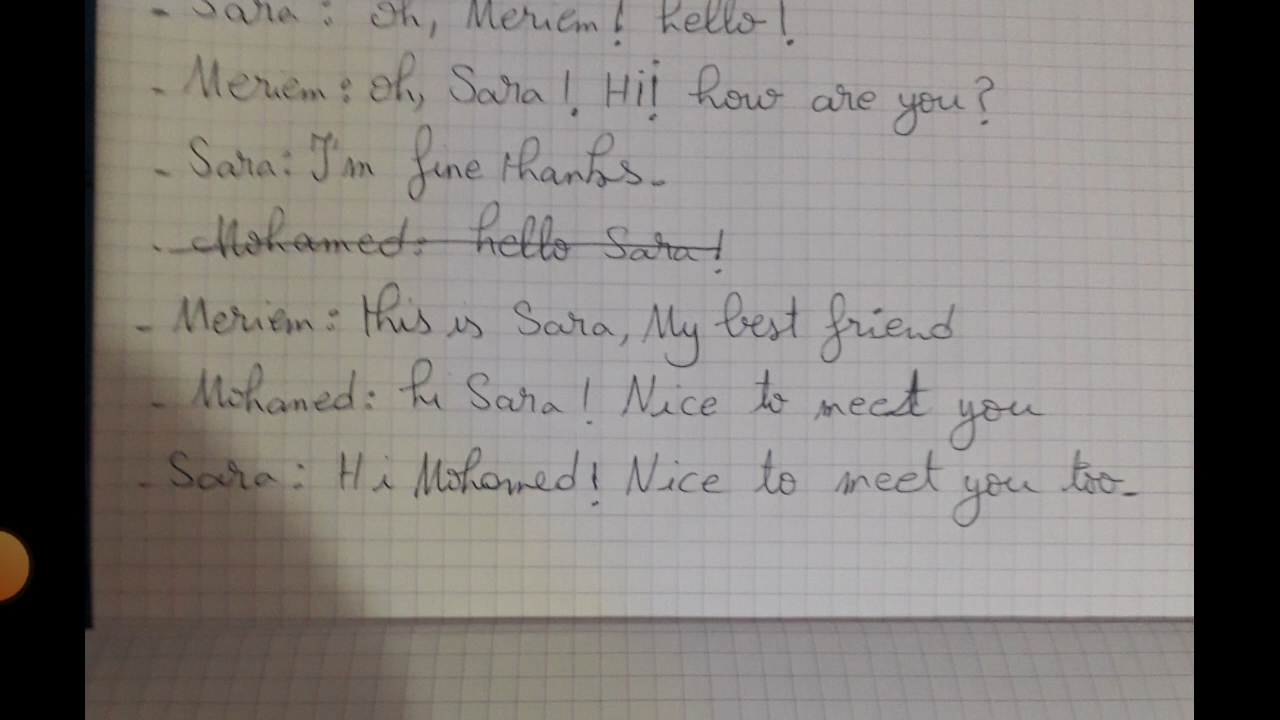 - Sara : oh, Meriem ! hello !
- Meriem : oh, Sara ! Hi! how are you ?
- Sara : I'm fine thanks.
- Mohamed : hello Sara !
- Meriem : this is Sara, My best friend
- Mohamed : hi Sara ! Nice to meet you
- Sara : Hi Mohamed ! Nice to meet you too.